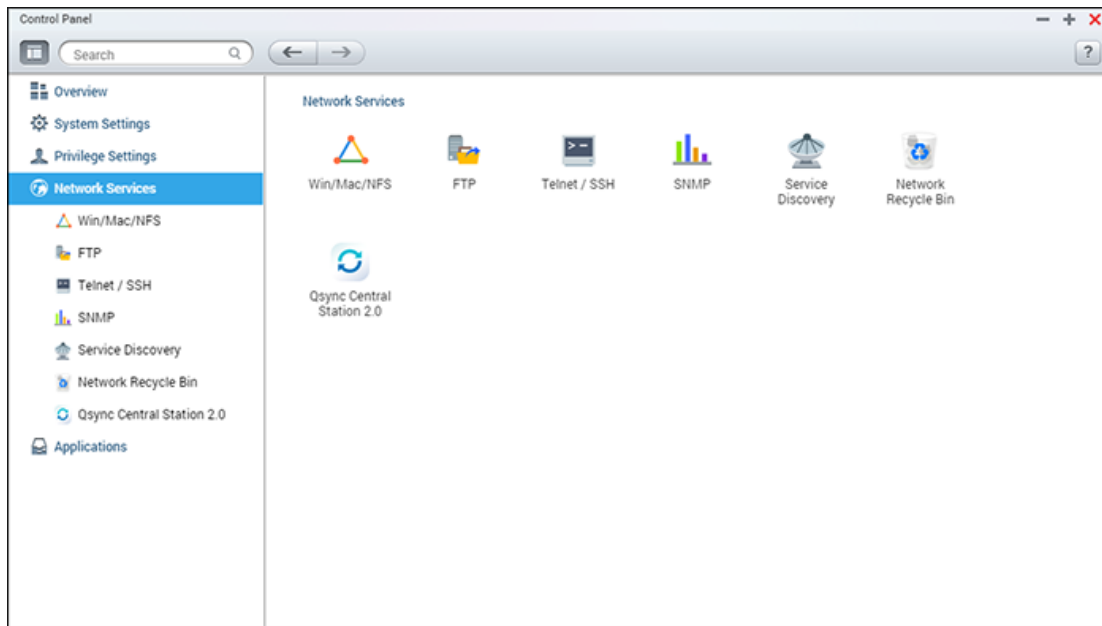 Control Panel
Search
?
Overview
System Settings
Privilege Settings
Network Services
Win/Mac/NFS
FTP
Telnet / SSH
SNMP
Service Discovery
Network Recycle Bin
Qsync Central Station 2.0
Applications
Network Services
Win/Mac/NFS
FTP
Telnet / SSH
SNMP
Service
Discovery
Network
Recycle Bin
Qsync Central
Station 2.0